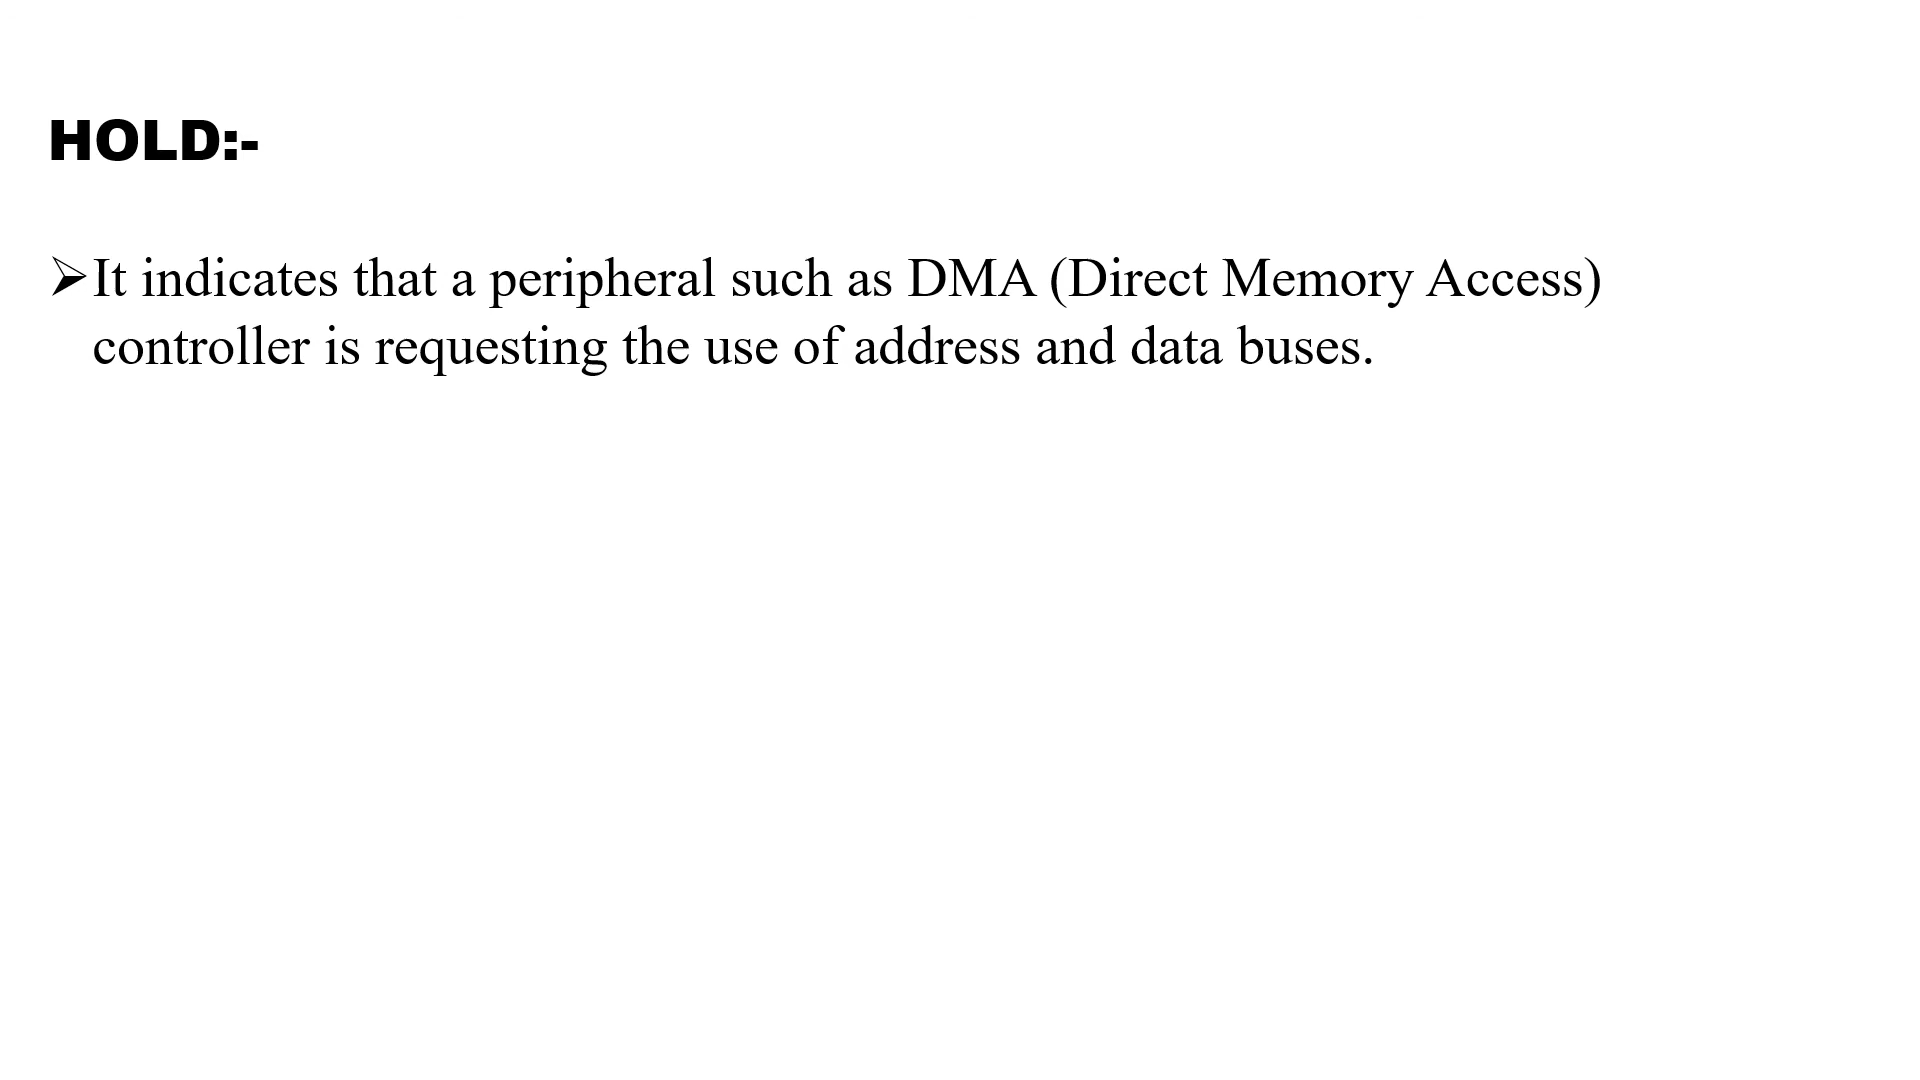 HOLD:-
➢It indicates that a peripheral such as DMA (Direct Memory Access)
controller is requesting the use of address and data buses.